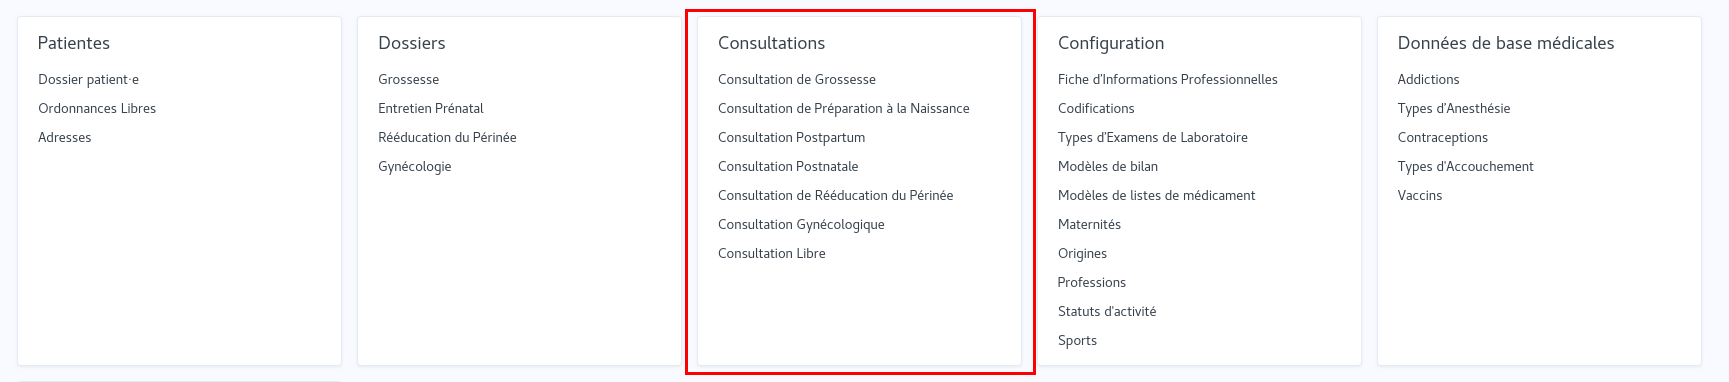 Patientes
Dossier patient·e
Ordonnances Libres
Adresses
Dossiers
Grossesse
Entretien Prénatal
Rééducation du Périnée
Gynécologie
Consultations
Consultation de Grossesse
Consultation de Préparation à la Naissance
Consultation Postpartum
Consultation Postnatale
Consultation de Rééducation du Périnée
Consultation Gynécologique
Consultation Libre
Configuration
Fiche d'Informations Professionnelles
Codifications
Types d'Examens de Laboratoire
Modèles de bilan
Modèles de listes de médicament
Maternités
Origines
Professions
Statuts d'activité
Sports
Données de base médicales
Addictions
Types d'Anesthésie
Contraceptions
Types d'Accouchement
Vaccins